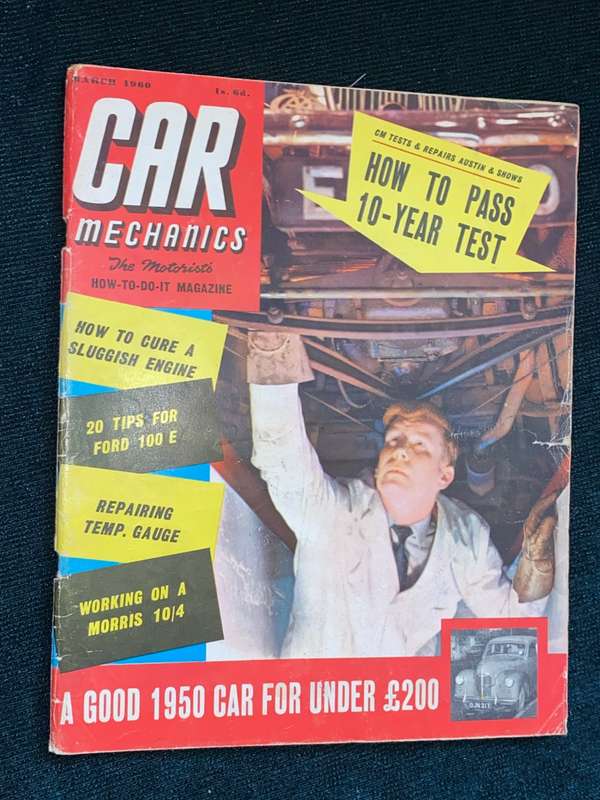 MARCH 1960
1s. 6d.
CAR
MECHANICS
The Motorist's
HOW-TO-DO-IT MAGAZINE
CM TESTS & REPAIRS AUSTIN & SHOWS
HOW TO PASS
10-YEAR TEST
HOW TO CURE A
SLUGGISH ENGINE
20 TIPS FOR
FORD 100 E
REPAIRING
TEMP. GAUGE
WORKING ON A
MORRIS 10/4
A GOOD 1950 CAR FOR UNDER £200